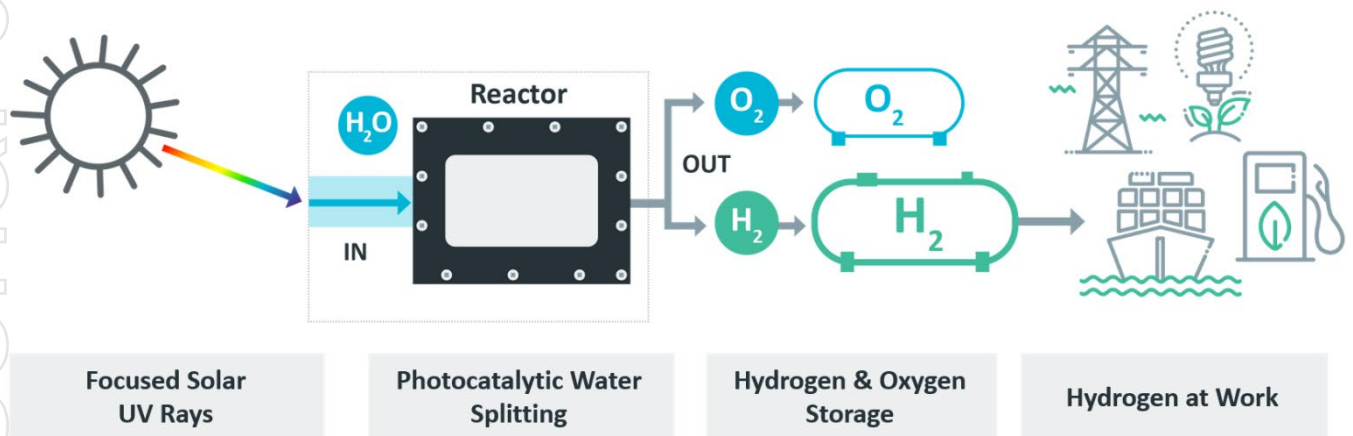 Reactor
H₂O
IN
OUT
O₂
O₂
H₂
H₂
Focused Solar
UV Rays
Photocatalytic Water
Splitting
Hydrogen & Oxygen
Storage
Hydrogen at Work